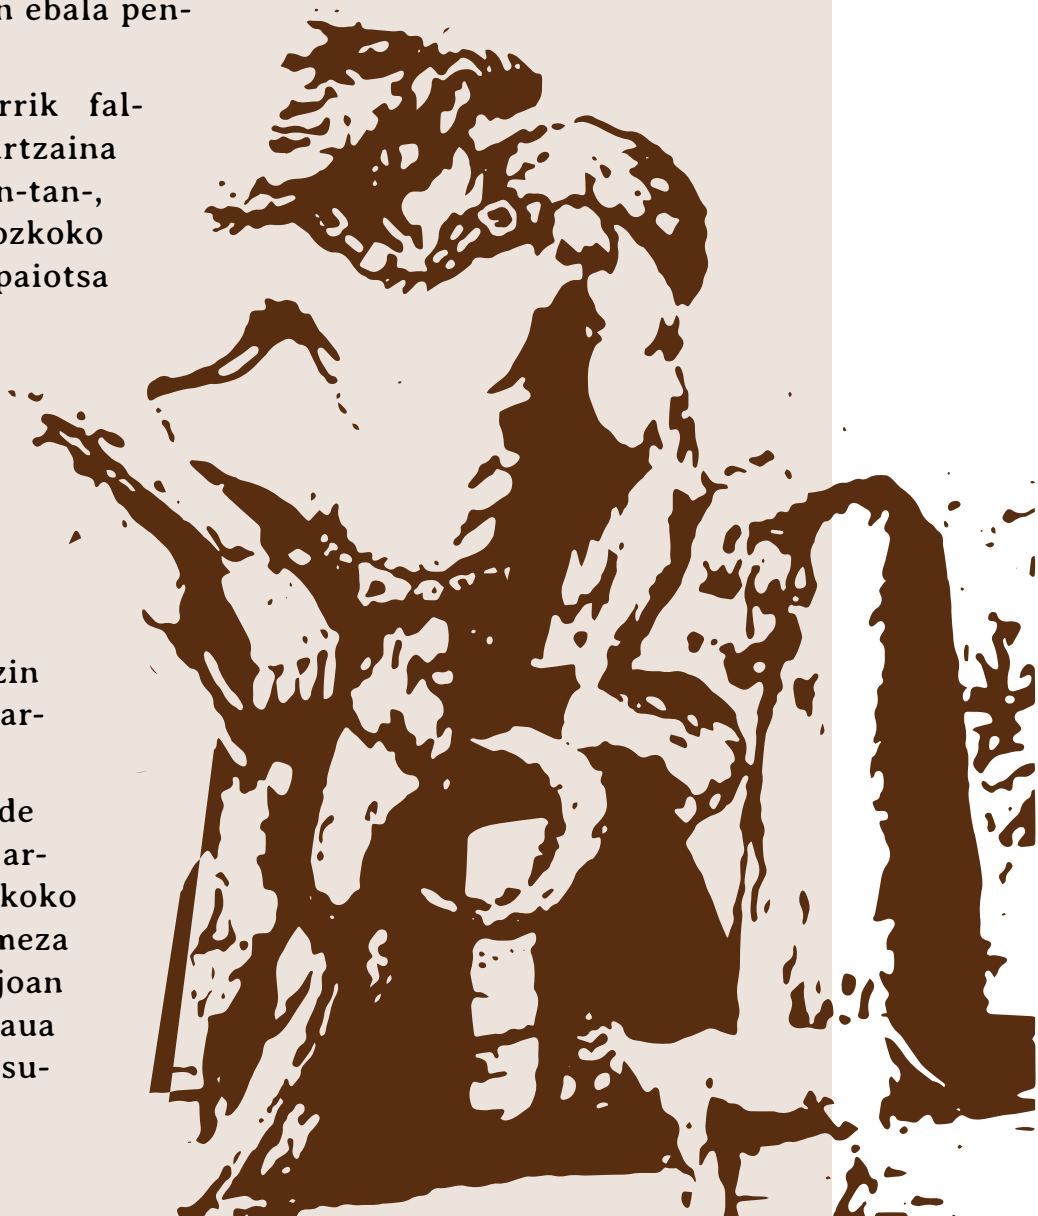 n ebala pen-
rrik fal-
rtzaina
n-tan-,
ozkoko
paiotsa
zin
ar-
de
ar-
koko
meza
joan
aua
su-